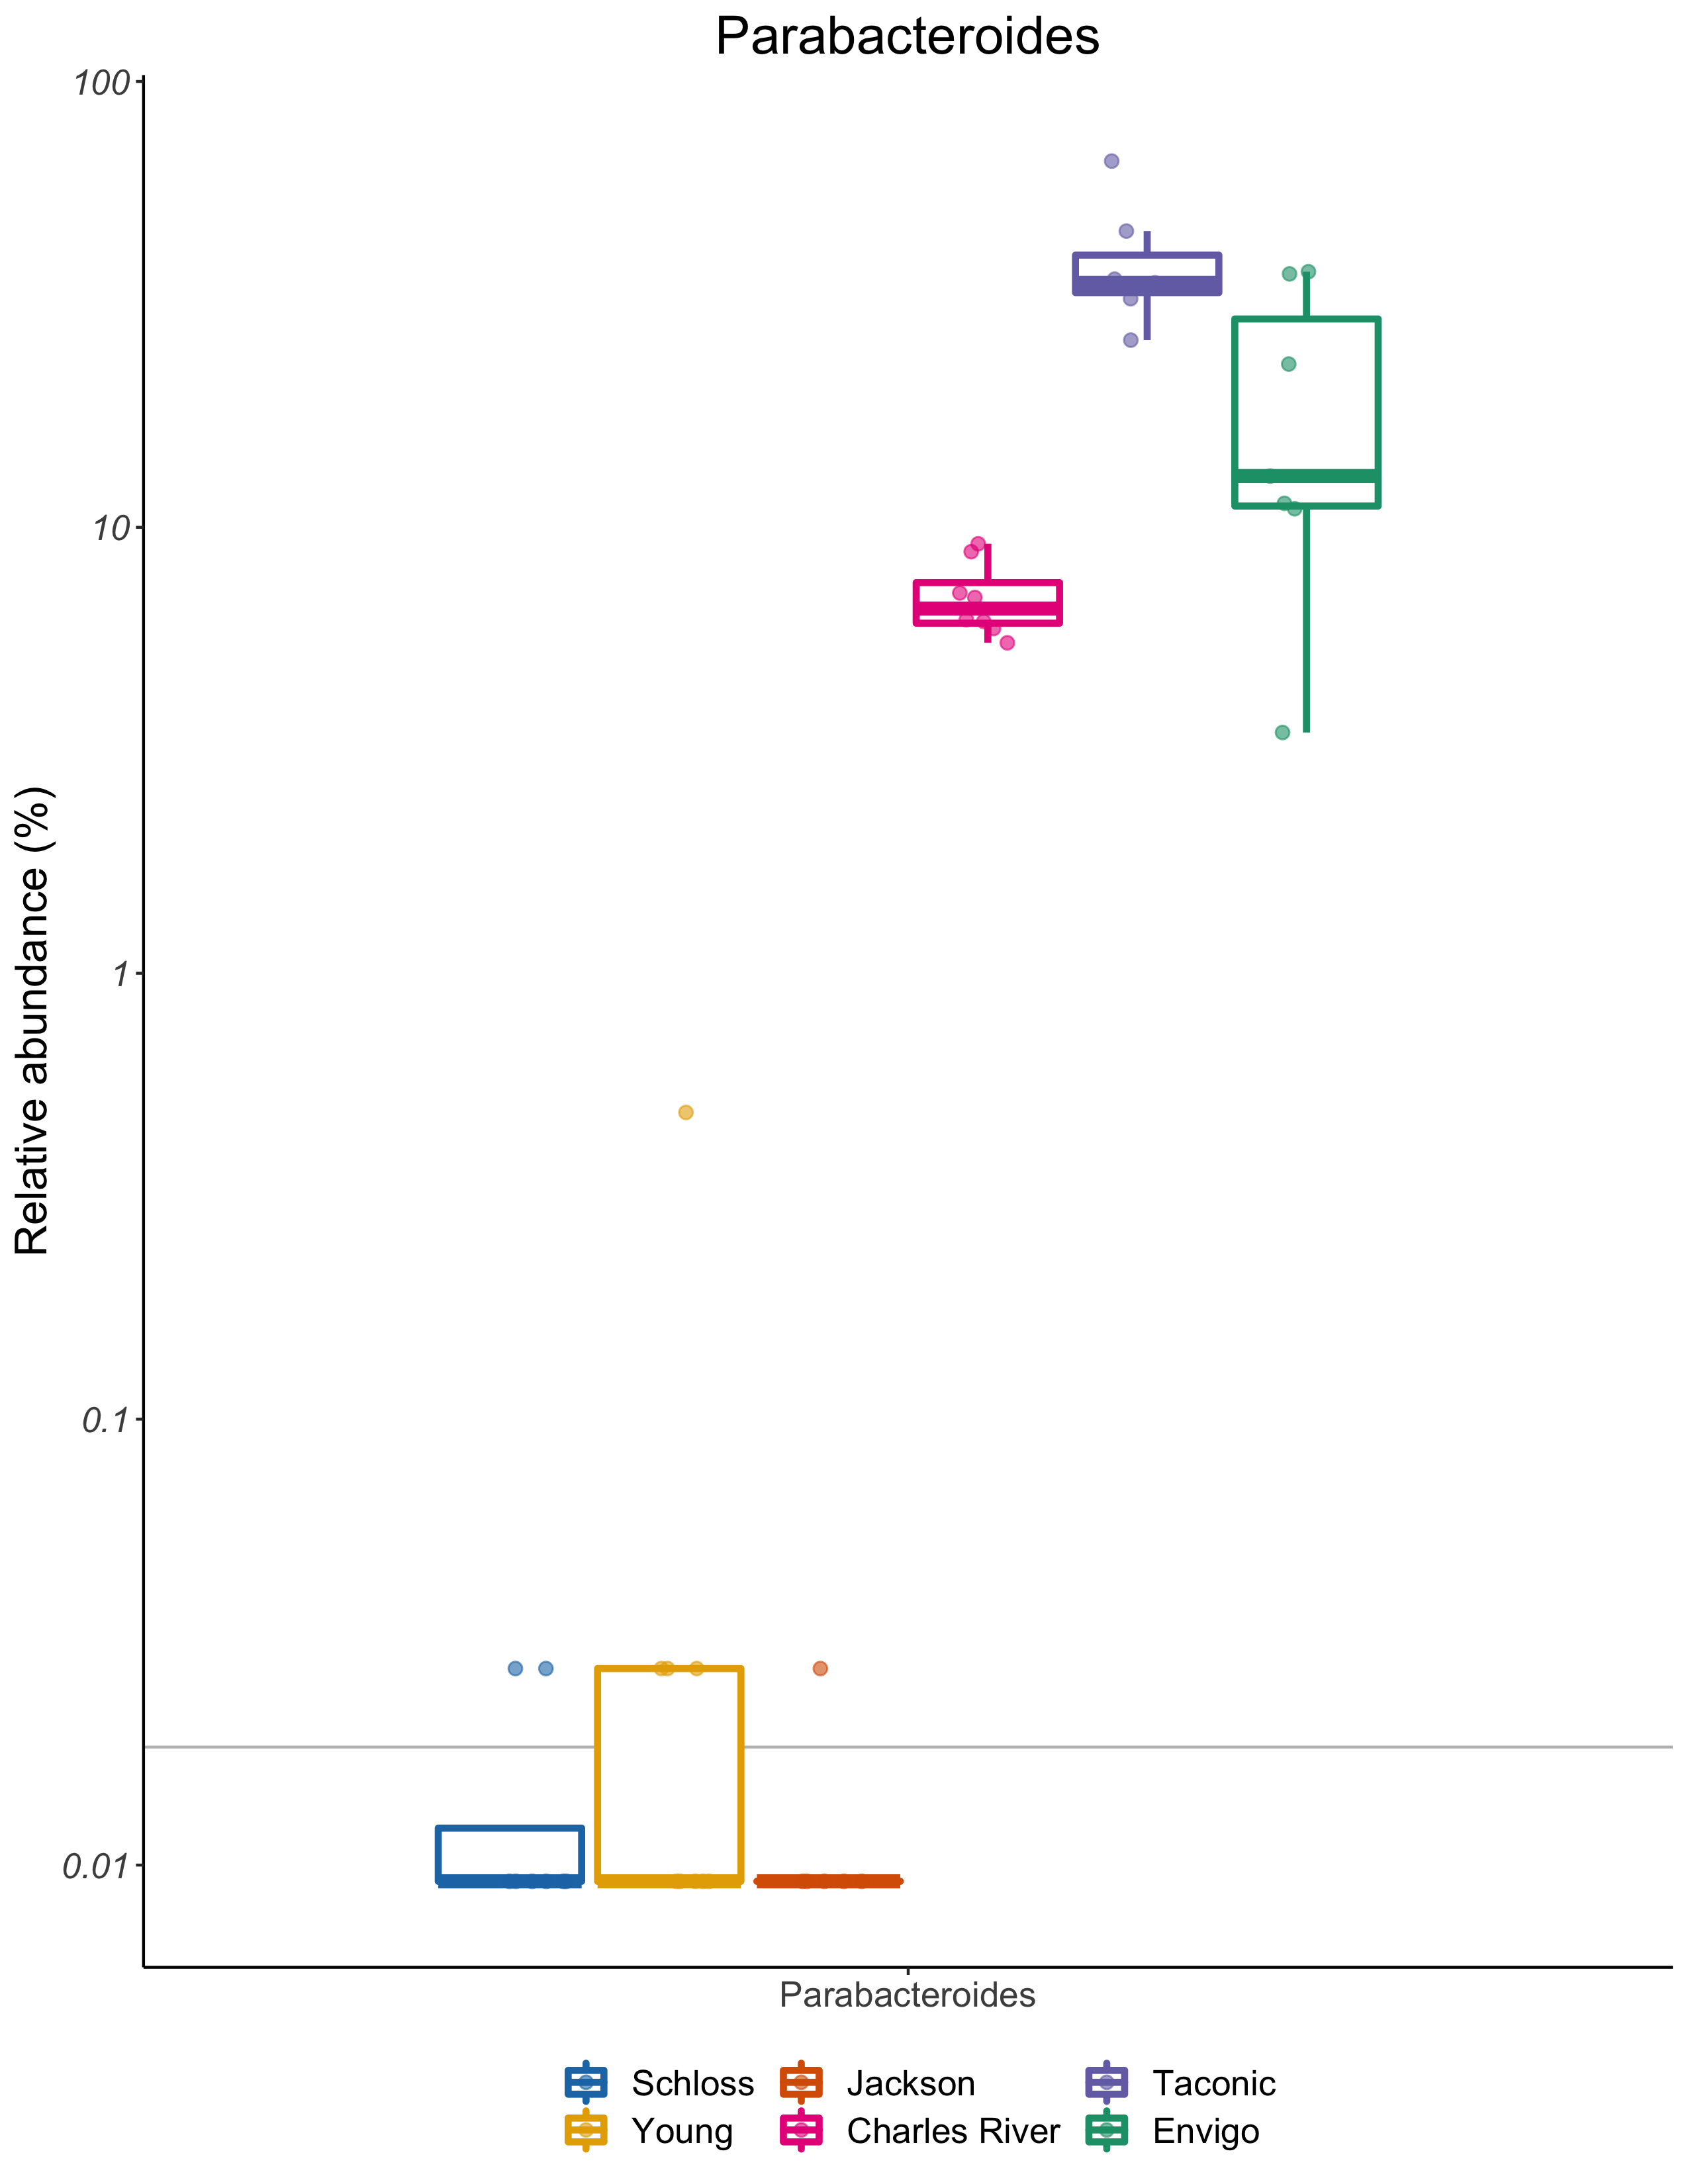 Parabacteroides
100
10
1
0.1
0.01
Relative abundance (%)
Parabacteroides
Schloss
Jackson
Taconic
Young
Charles River
Envigo